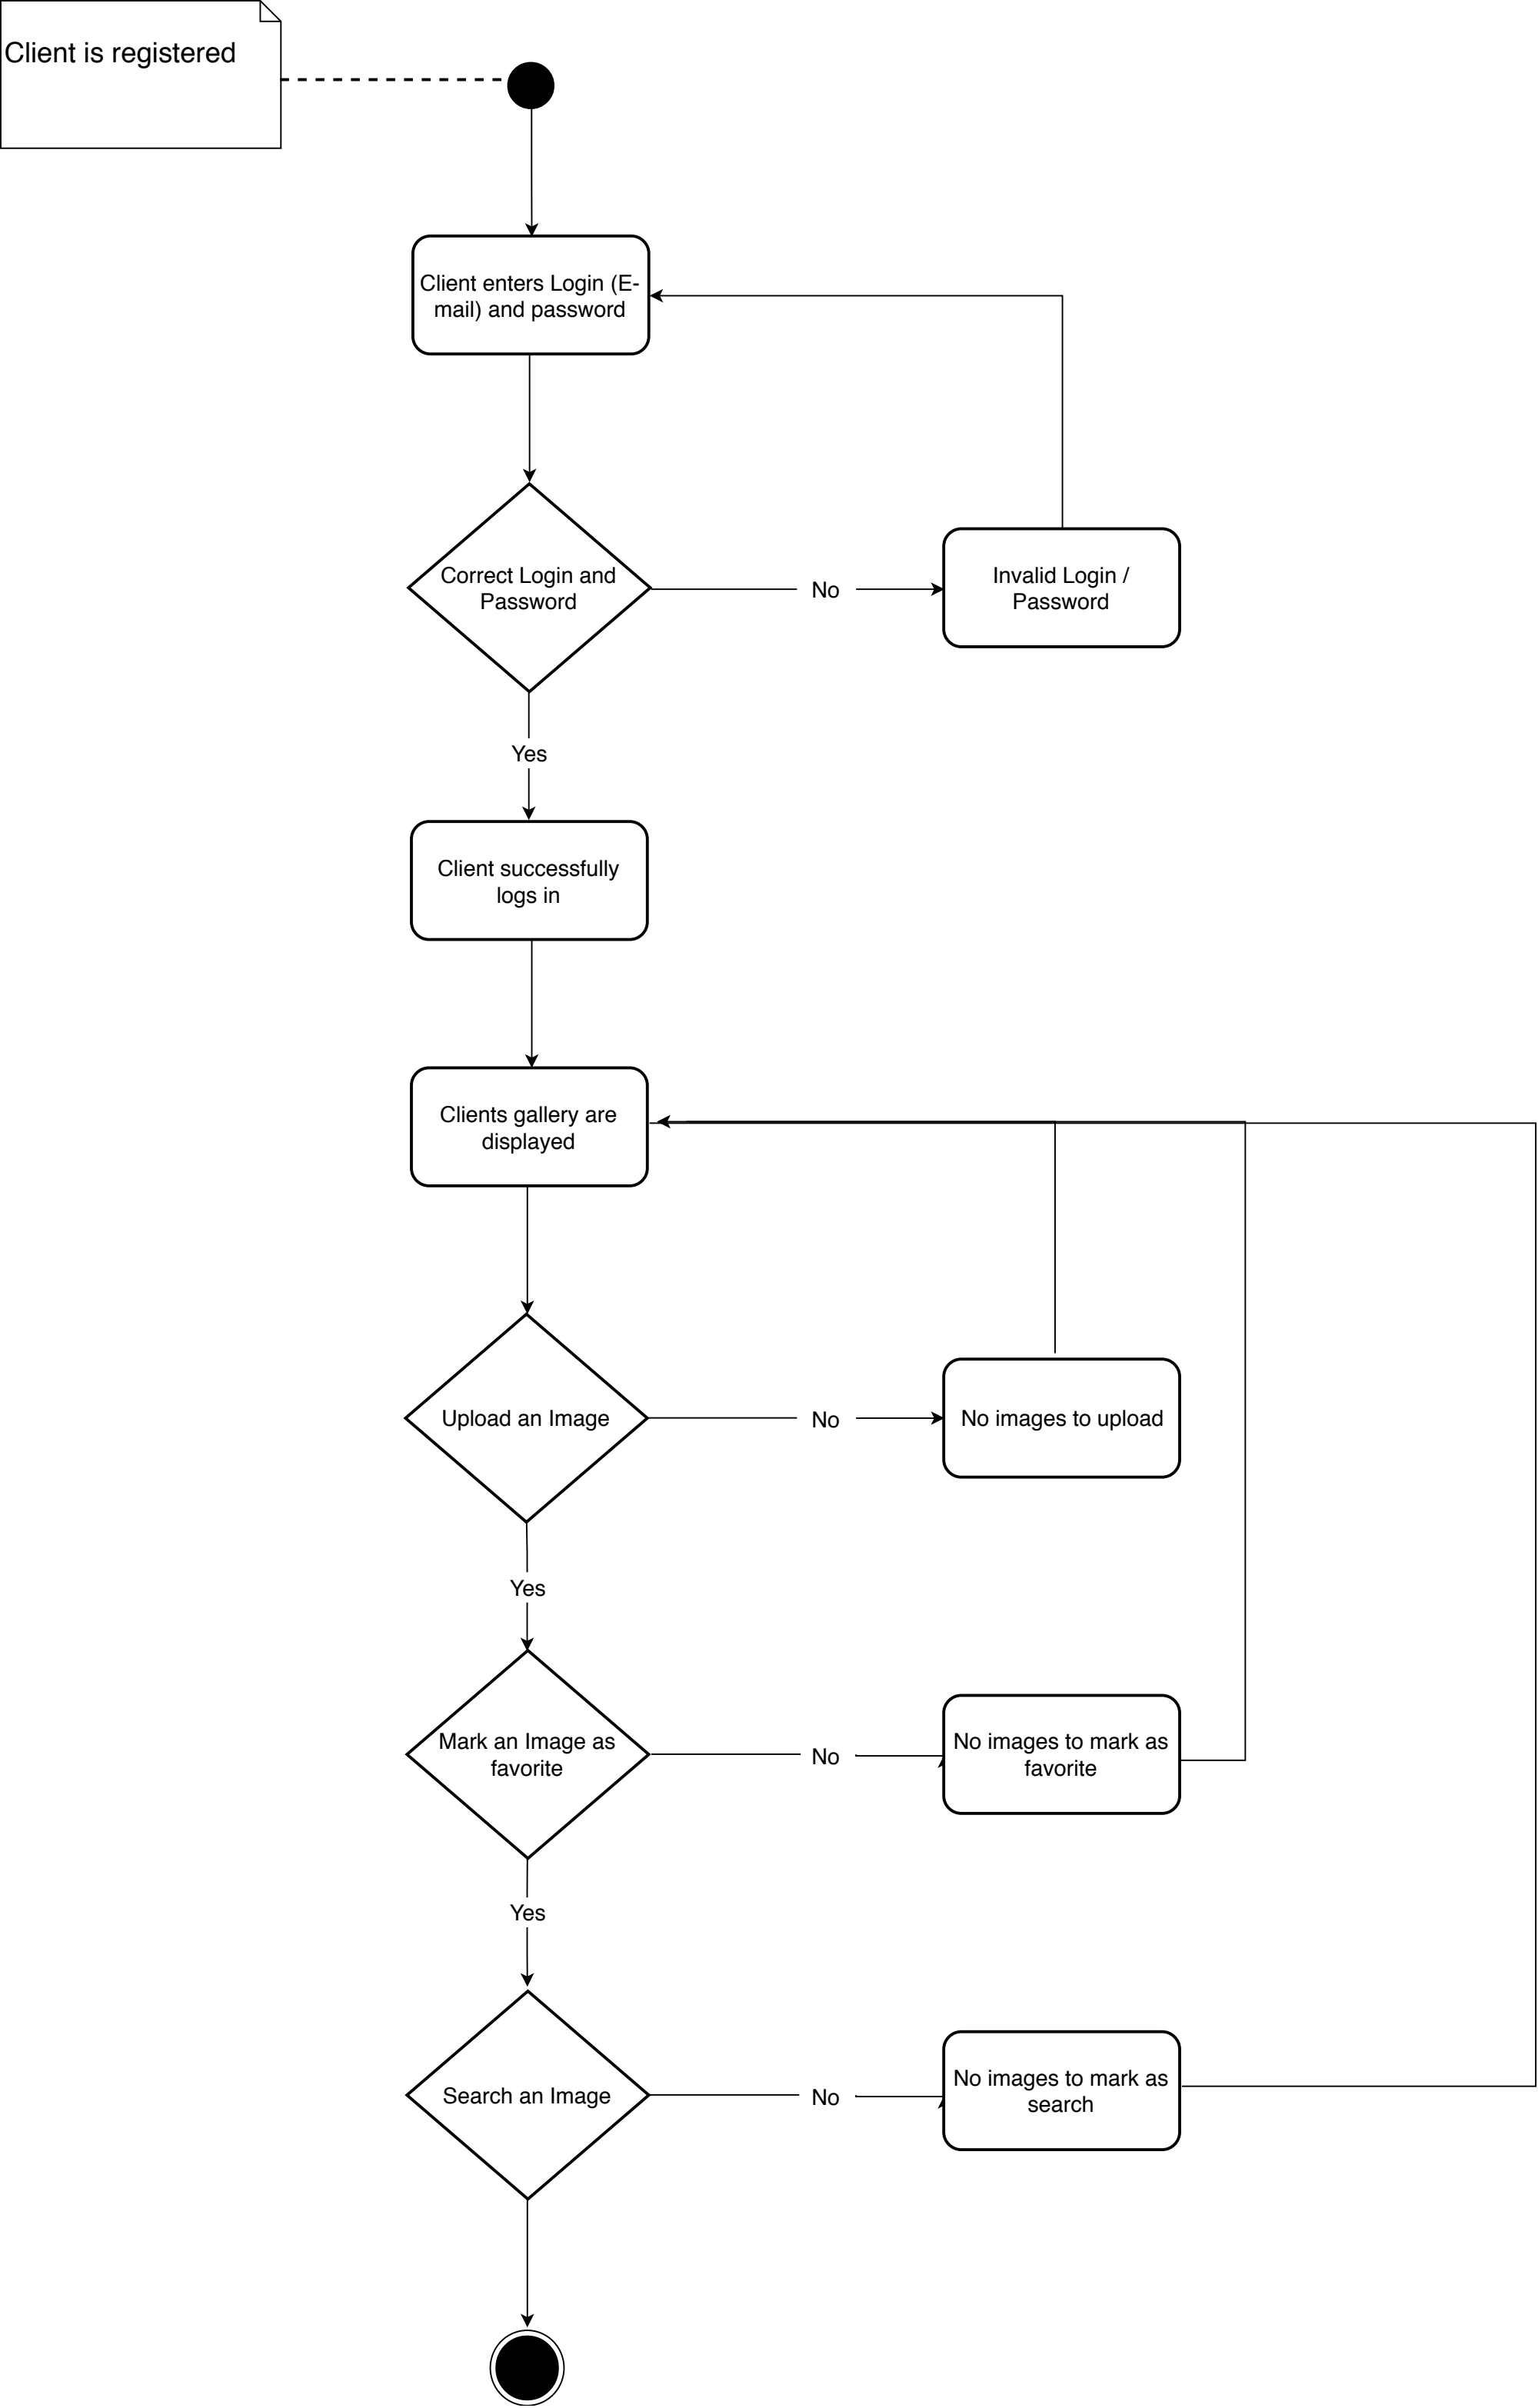 Client is registered
Client enters Login (E-
mail) and password
Correct Login and
Password
No
Invalid Login /
Password
Yes
Client successfully
logs in
Clients gallery are
displayed
Upload an Image
No
No images to upload
Yes
Mark an Image as
favorite
No
No images to mark as
favorite
Yes
Search an Image
No
No images to mark as
search